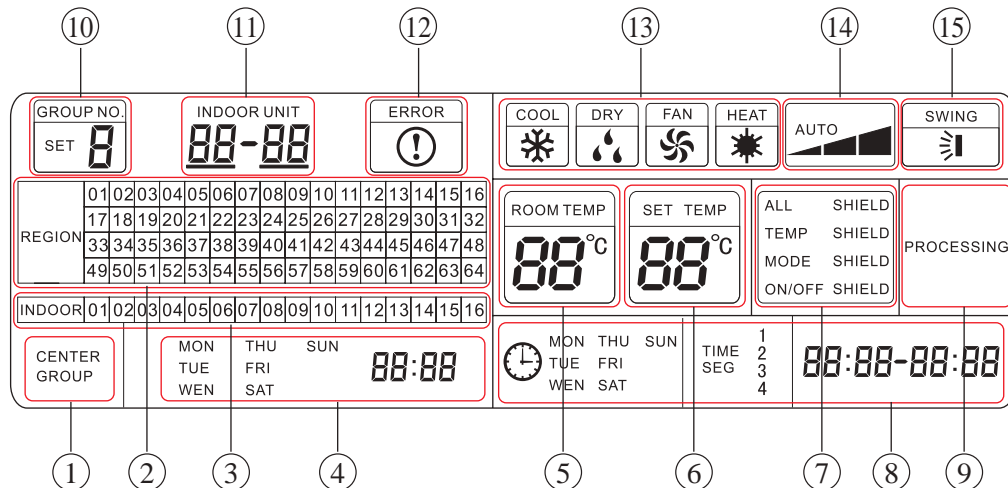 10 11 12 13 14 15
GROUP NO. INDOOR UNIT ERROR COOL DRY FAN HEAT AUTO SWING
SET 8 88-88 !
REGION
01 02 03 04 05 06 07 08 09 10 11 12 13 14 15 16
17 18 19 20 21 22 23 24 25 26 27 28 29 30 31 32
33 34 35 36 37 38 39 40 41 42 43 44 45 46 47 48
49 50 51 52 53 54 55 56 57 58 59 60 61 62 63 64
INDOOR 01 02 03 04 05 06 07 08 09 10 11 12 13 14 15 16
ROOM TEMP
88°C
SET TEMP
88°C
ALL SHIELD
TEMP SHIELD
MODE SHIELD
ON/OFF SHIELD
PROCESSING
CENTER
GROUP
MON THU SUN
TUE FRI
WEN SAT
88:88
MON THU SUN
TUE FRI
WEN SAT
TIME
SEG
1
2
3
4
88:88-88:88
1 2 3 4 5 6 7 8 9